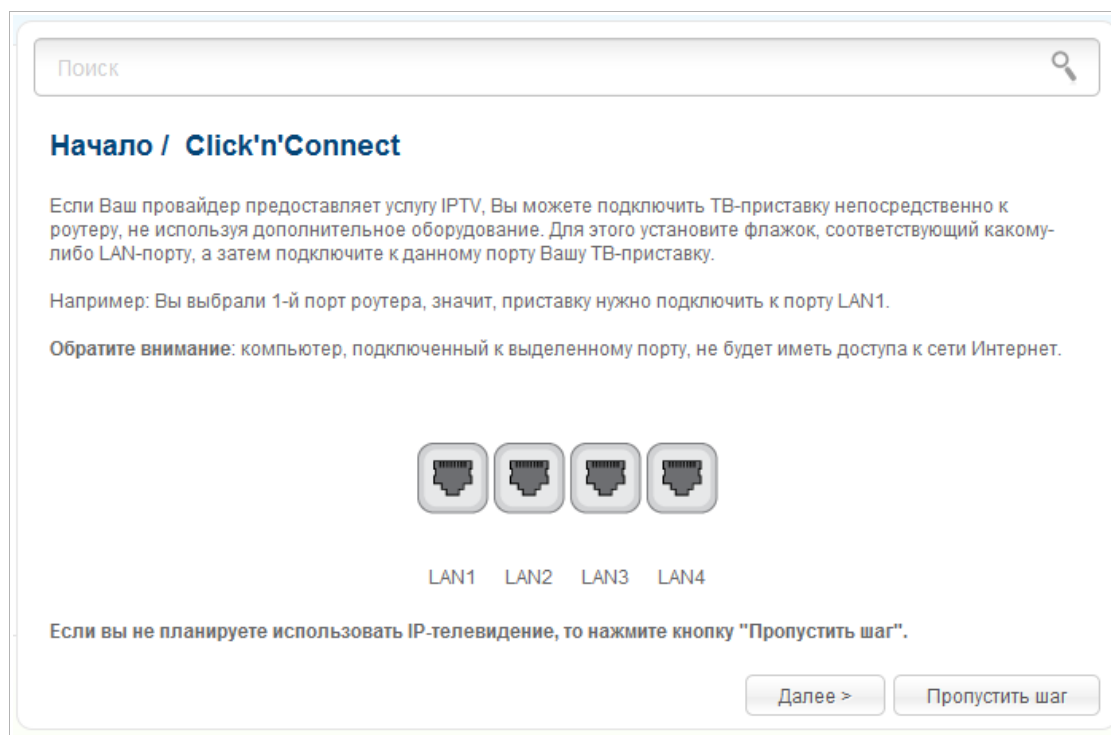 Поиск
Начало / Click'n'Connect
Если Ваш провайдер предоставляет услугу IPTV, Вы можете подключить ТВ-приставку непосредственно к
роутеру, не используя дополнительное оборудование. Для этого установите флажок, соответствующий какому-
либо LAN-порту, а затем подключите к данному порту Вашу ТВ-приставку.
Например: Вы выбрали 1-й порт роутера, значит, приставку нужно подключить к порту LAN1.
Обратите внимание: компьютер, подключенный к выделенному порту, не будет иметь доступа к сети Интернет.
LAN1 LAN2 LAN3 LAN4
Если вы не планируете использовать IP-телевидение, то нажмите кнопку "Пропустить шаг".
Далее > Пропустить шаг